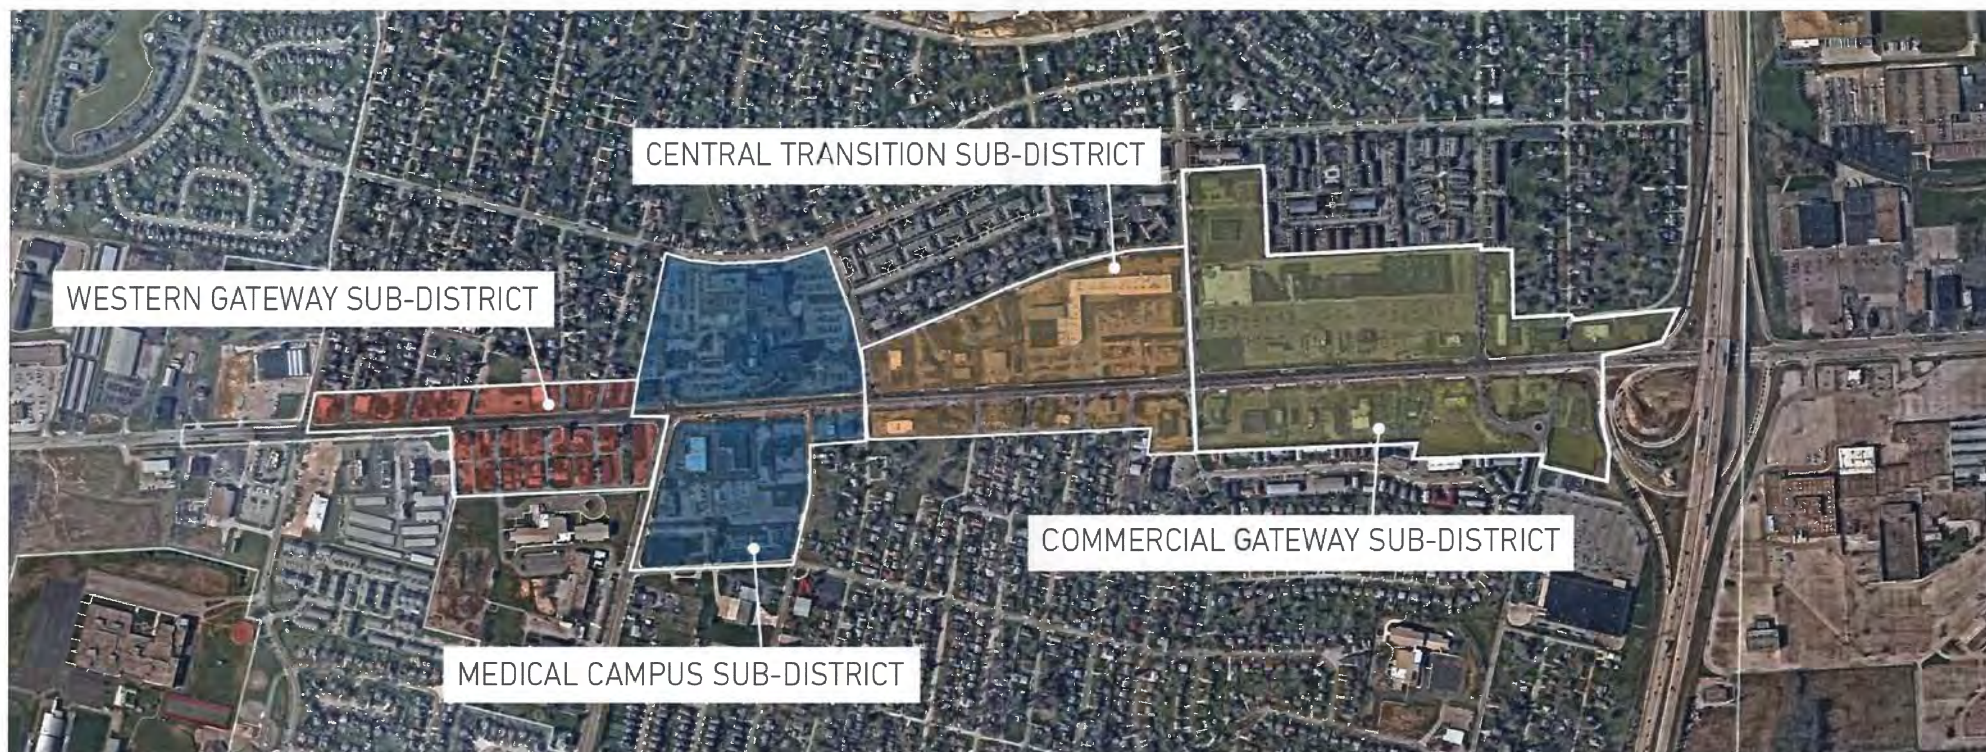 CENTRAL TRANSITION SUB-DISTRICT
WESTERN GATEWAY SUB-DISTRICT
COMMERCIAL GATEWAY SUB-DISTRICT
MEDICAL CAMPUS SUB-DISTRICT